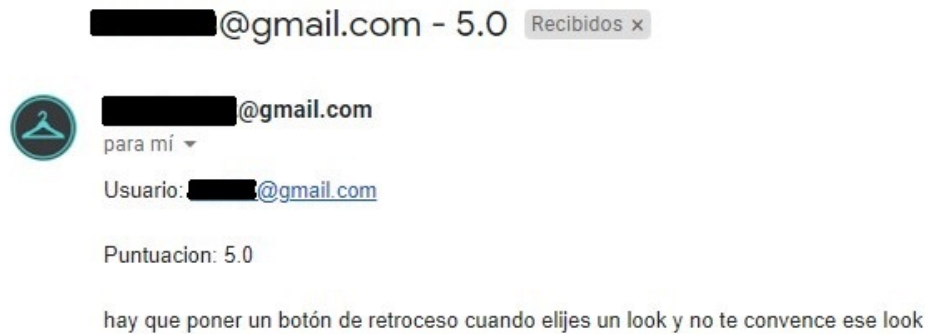 @gmail.com - 5.0 Recibidos x
@gmail.com
para mí
Usuario: @gmail.com
Puntuacion: 5.0
hay que poner un botón de retroceso cuando elijes un look y no te convence ese look